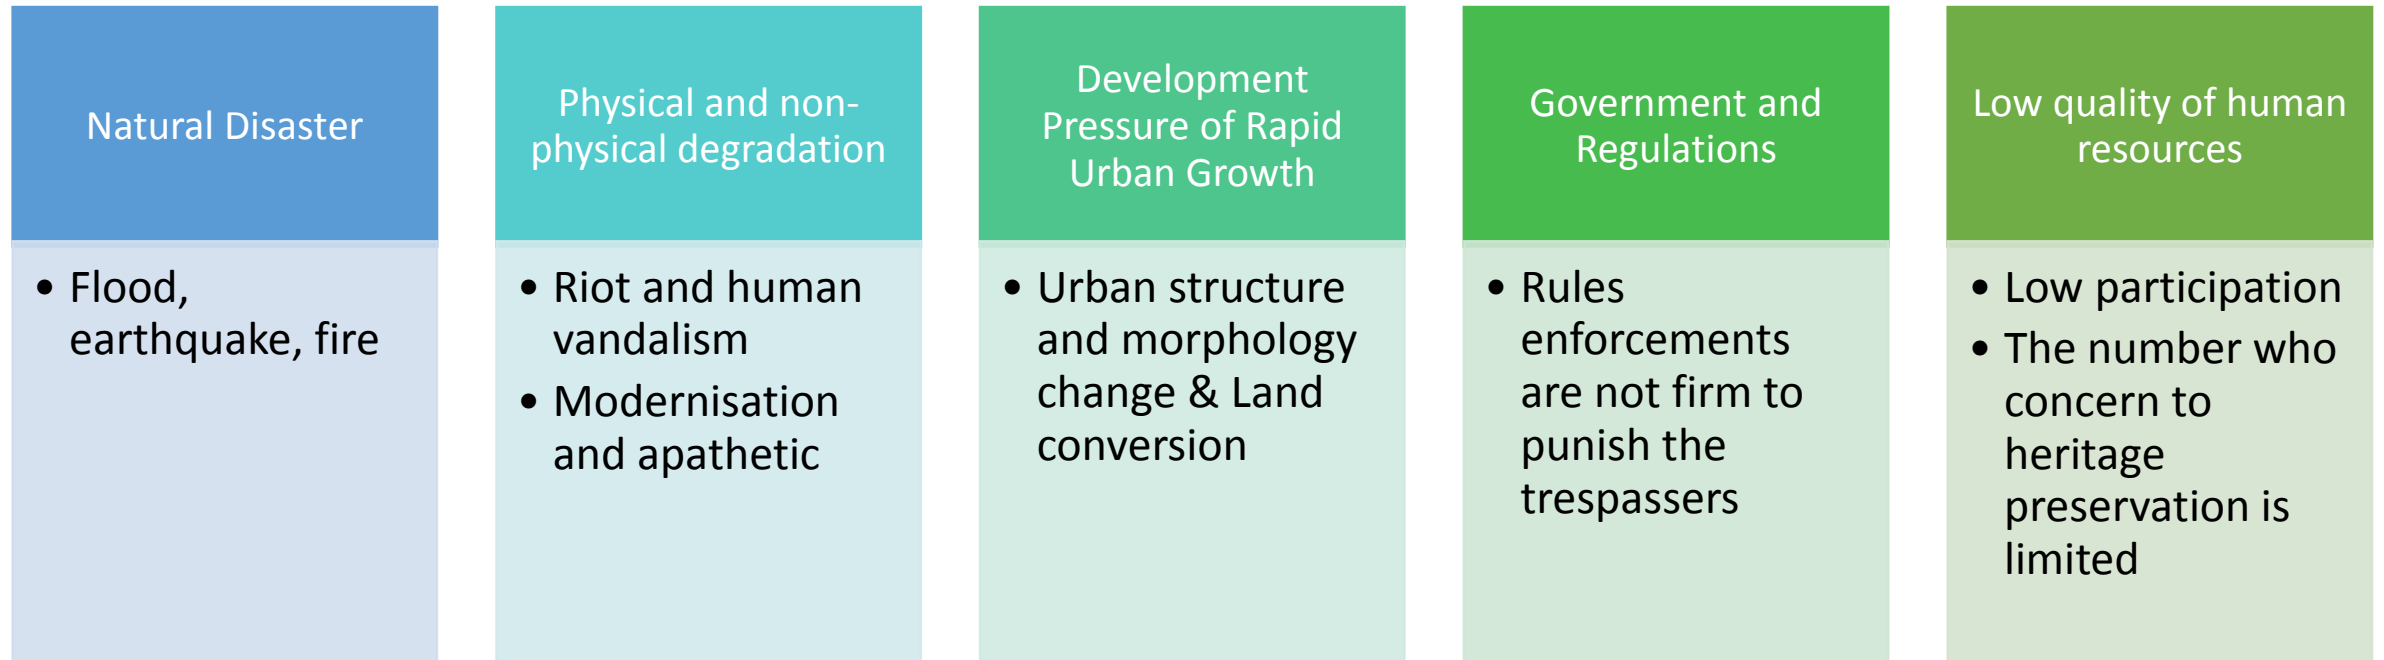 Natural Disaster
• Flood,
earthquake, fire
Physical and non-
physical degradation
• Riot and human
vandalism
• Modernisation
and apathetic
Development
Pressure of Rapid
Urban Growth
• Urban structure
and morphology
change & Land
conversion
Government and
Regulations
• Rules
enforcements
are not firm to
punish the
trespassers
Low quality of human
resources
• Low participation
• The number who
concern to
heritage
preservation is
limited